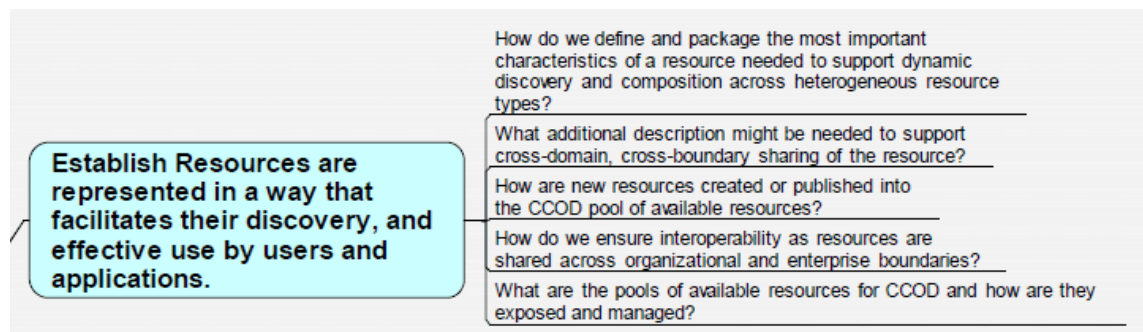 How do we define and package the most important
characteristics of a resource needed to support dynamic
discovery and composition across heterogeneous resource
types?
What additional description might be needed to support
cross-domain, cross-boundary sharing of the resource?
Establish Resources are
represented in a way that
facilitates their discovery, and
effective use by users and
applications.
How are new resources created or published into
the CCOD pool of available resources?
How do we ensure interoperability as resources are
shared across organizational and enterprise boundaries?
What are the pools of available resources for CCOD and how are they
exposed and managed?